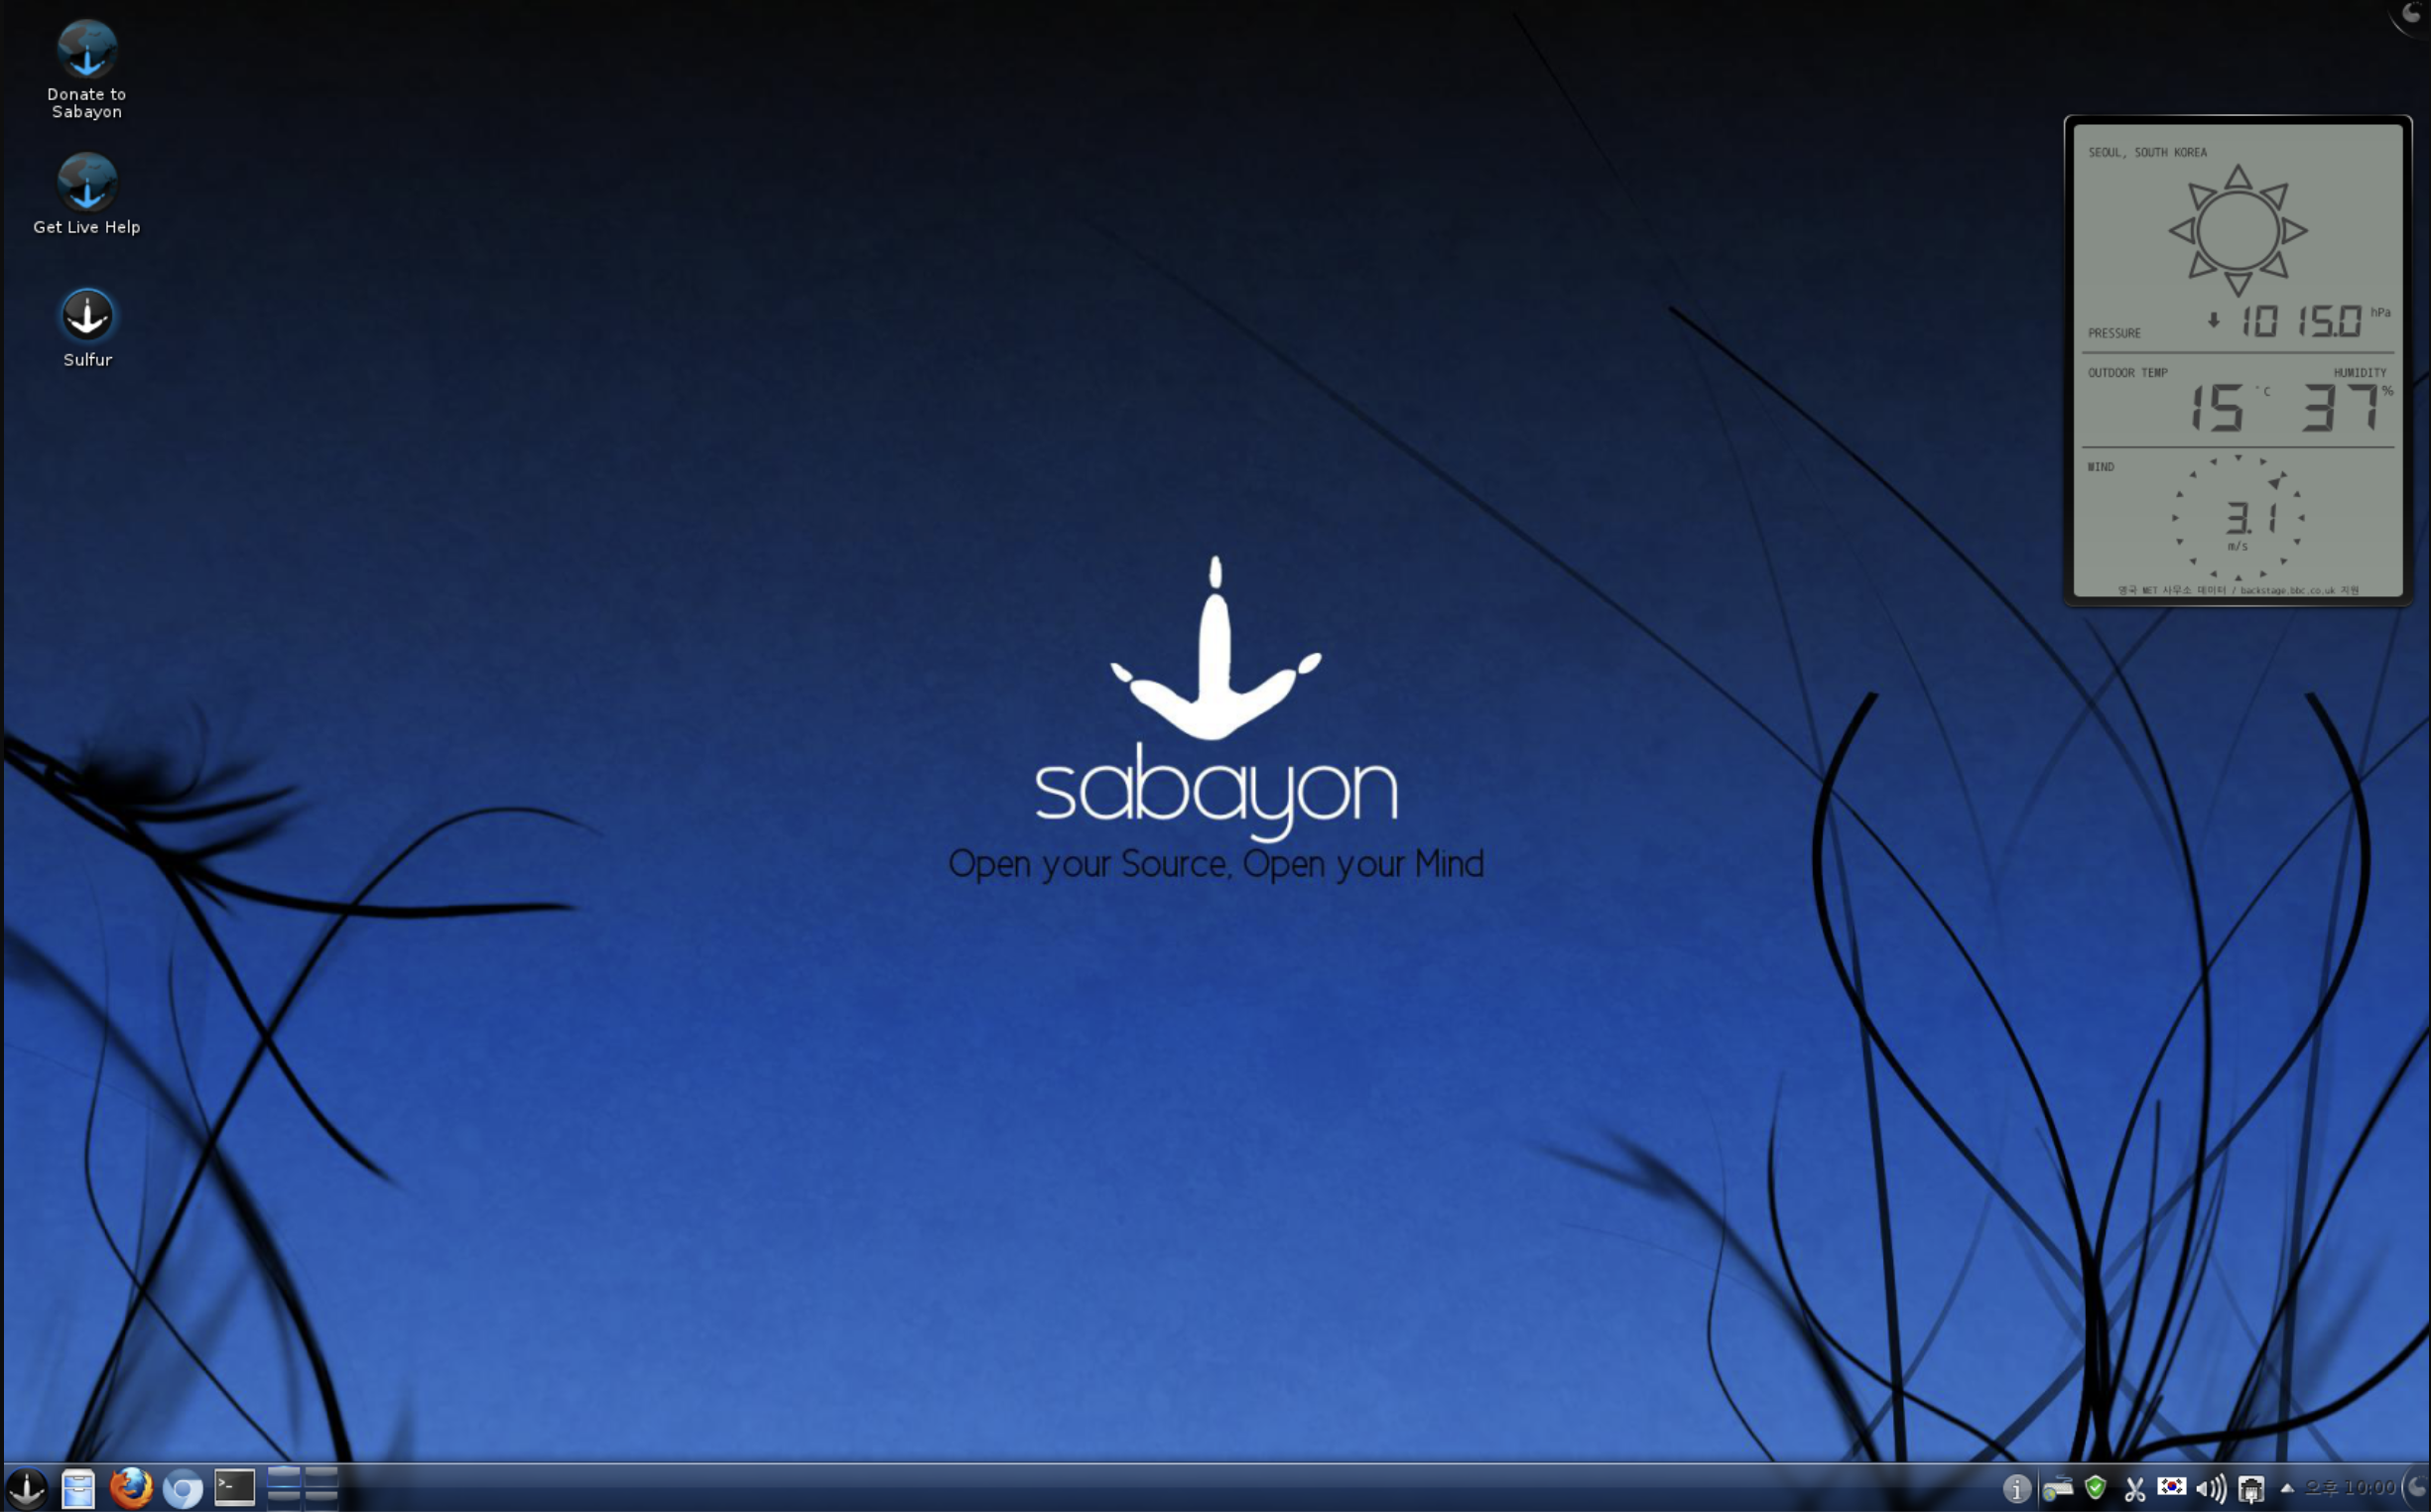 Donate to
Sabayon
Get Live Help
Sulfur
SEOUL, SOUTH KOREA
PRESSURE 1015.0 hPa
OUTDOOR TEMP HUMIDITY
15 °C 37 %
WIND
3.1
m/s
영국 MET 사무소 데이터 / backstage.bbc.co.uk 지원
sabayon
Open your Source, Open your Mind
>-
i
오후 10:00